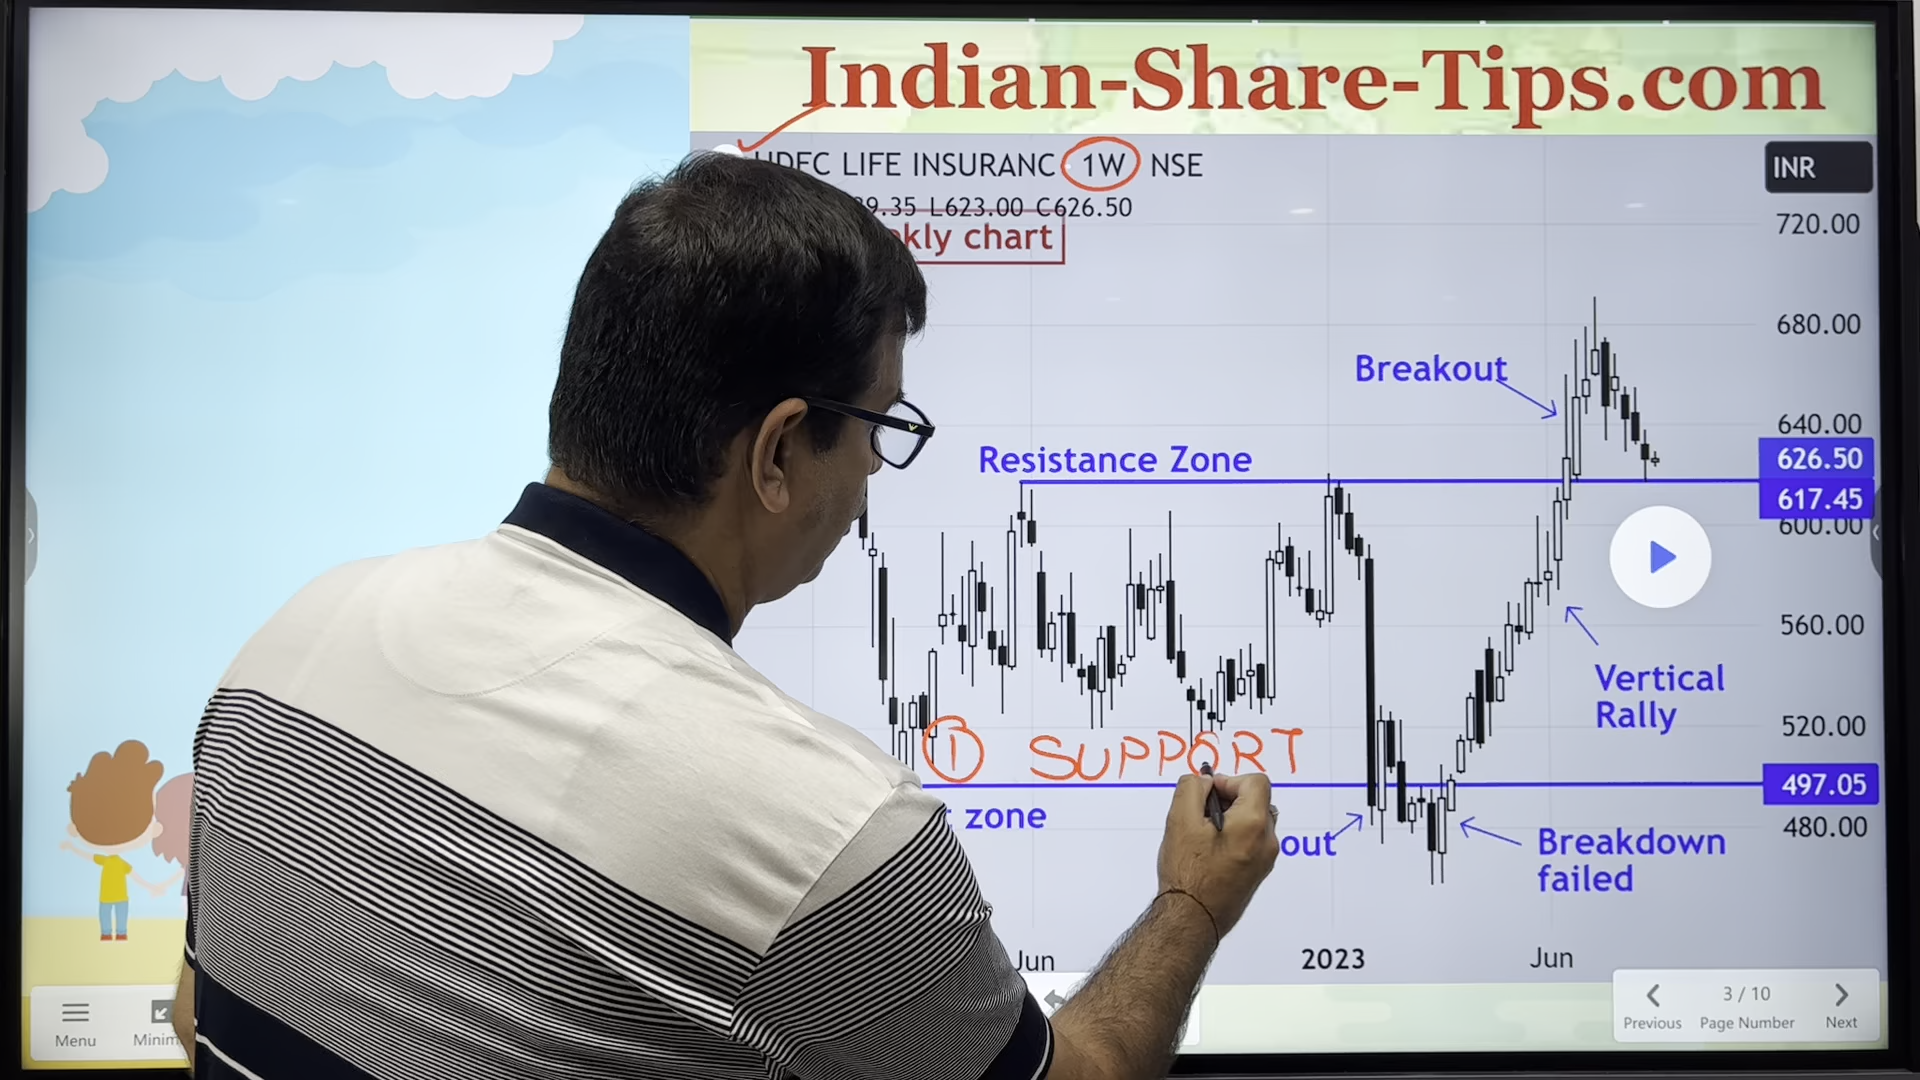 Indian-Share-Tips.com
HDFC LIFE INSURANC 1W NSE
INR
9.35 L623.00 C626.50
kly chart
720.00
680.00
Breakout
640.00
Resistance Zone
626.50
617.45
600.00
560.00
Vertical
Rally
520.00
① SUPPORT
497.05
zone
480.00
out
Breakdown
failed
Jun
2023
Jun
Menu
Minim
Previous
3 / 10
Page Number
Next